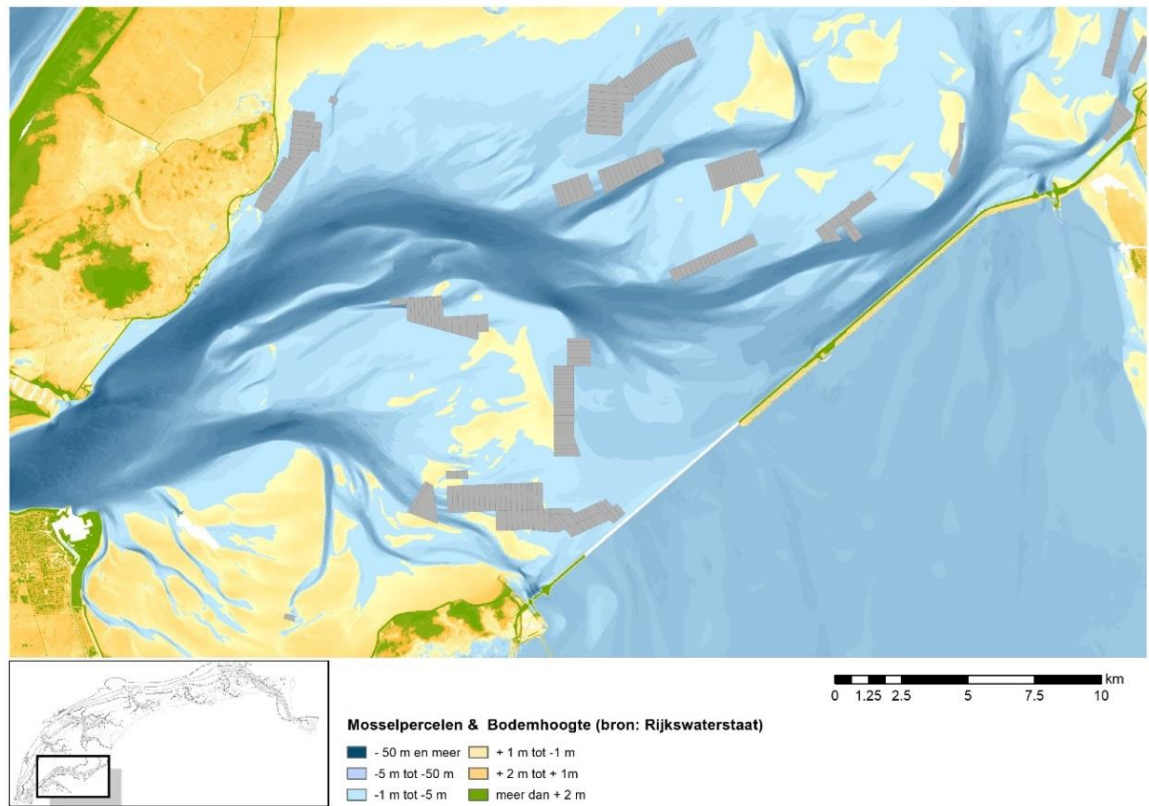 km
0 1.25 2.5 5 7.5 10
Mosselpercelen & Bodemhoogte (bron: Rijkswaterstaat)
- 50 m en meer
+ 1 m tot -1 m
-5 m tot -50 m
+ 2 m tot + 1m
-1 m tot -5 m
meer dan + 2 m